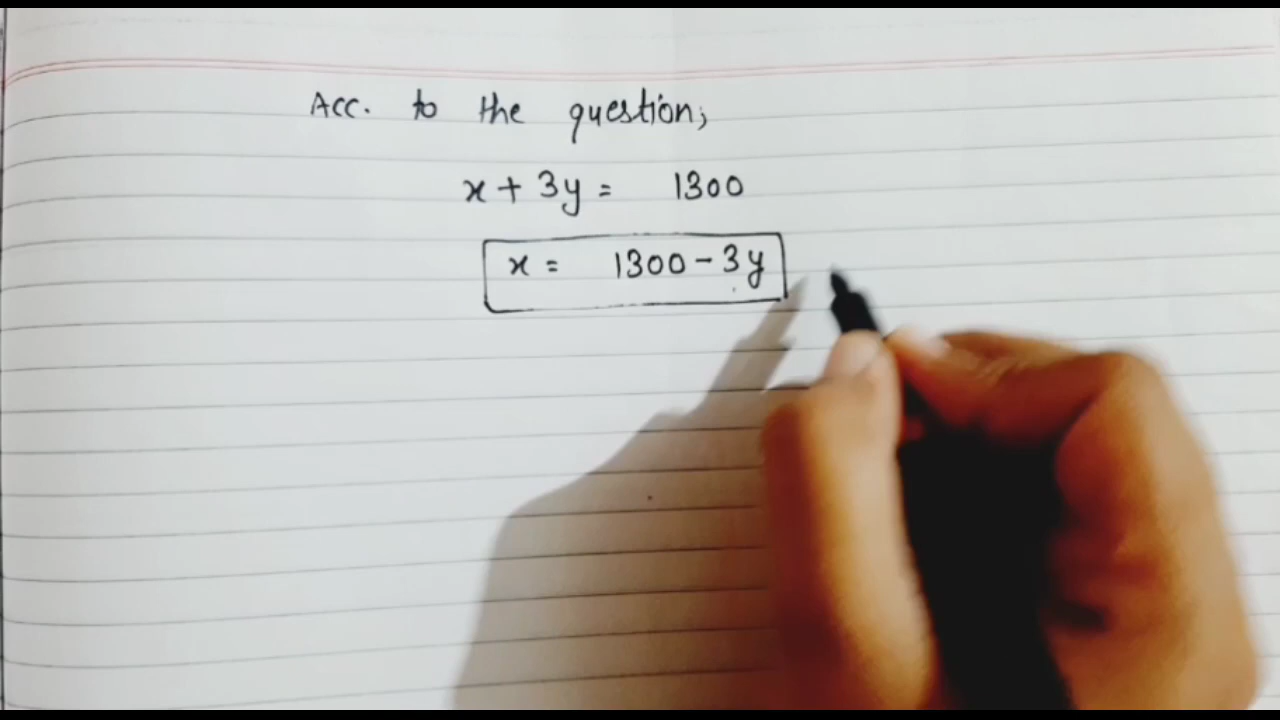 Acc. to the question;
x + 3y = 1300
x = 1300 - 3y